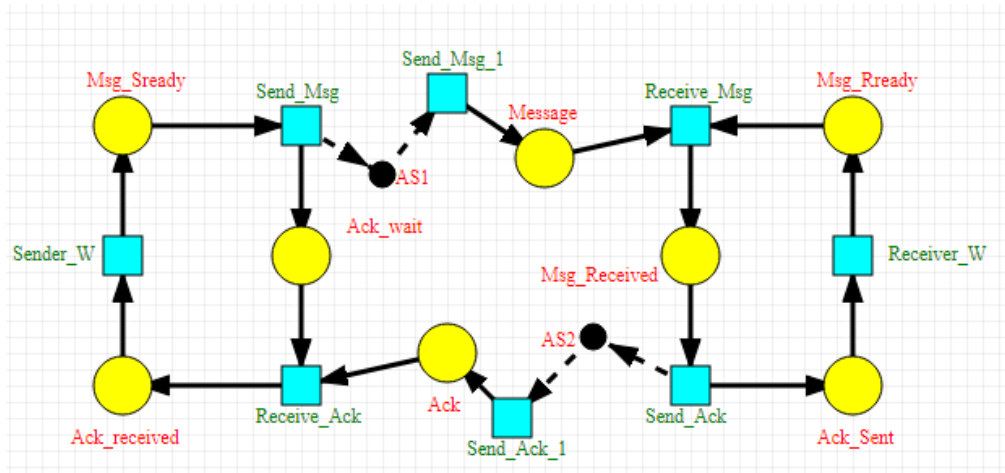 Send_Msg_1
Msg_Sready
Send_Msg
Receive_Msg
Msg_Rready
Message
AS1
Ack_wait
Sender_W
Receiver_W
Msg_Received
AS2
Ack
Receive_Ack
Send_Ack
Ack_received
Send_Ack_1
Ack_Sent